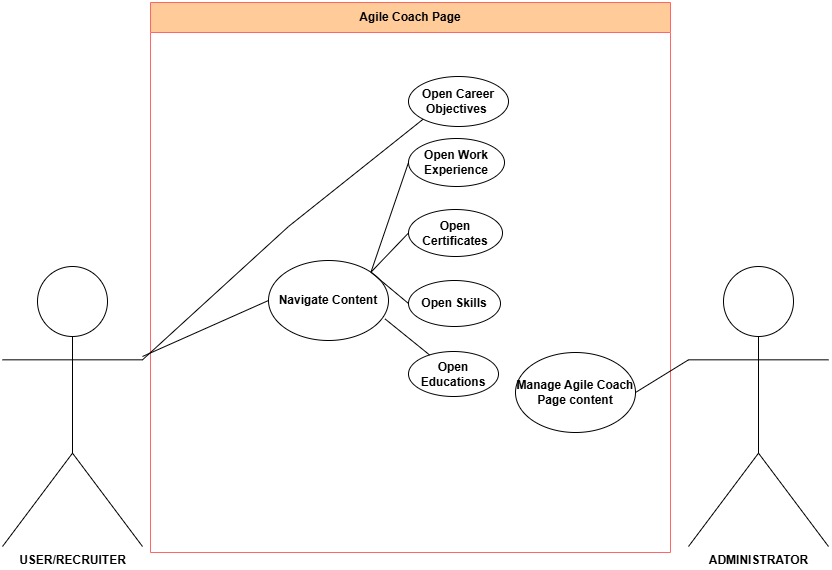 Agile Coach Page
Open Career
Objectives
Open Work
Experience
Open
Certificates
Navigate Content
Open Skills
Open
Educations
Manage Agile Coach
Page content
USER/RECRUITER
ADMINISTRATOR